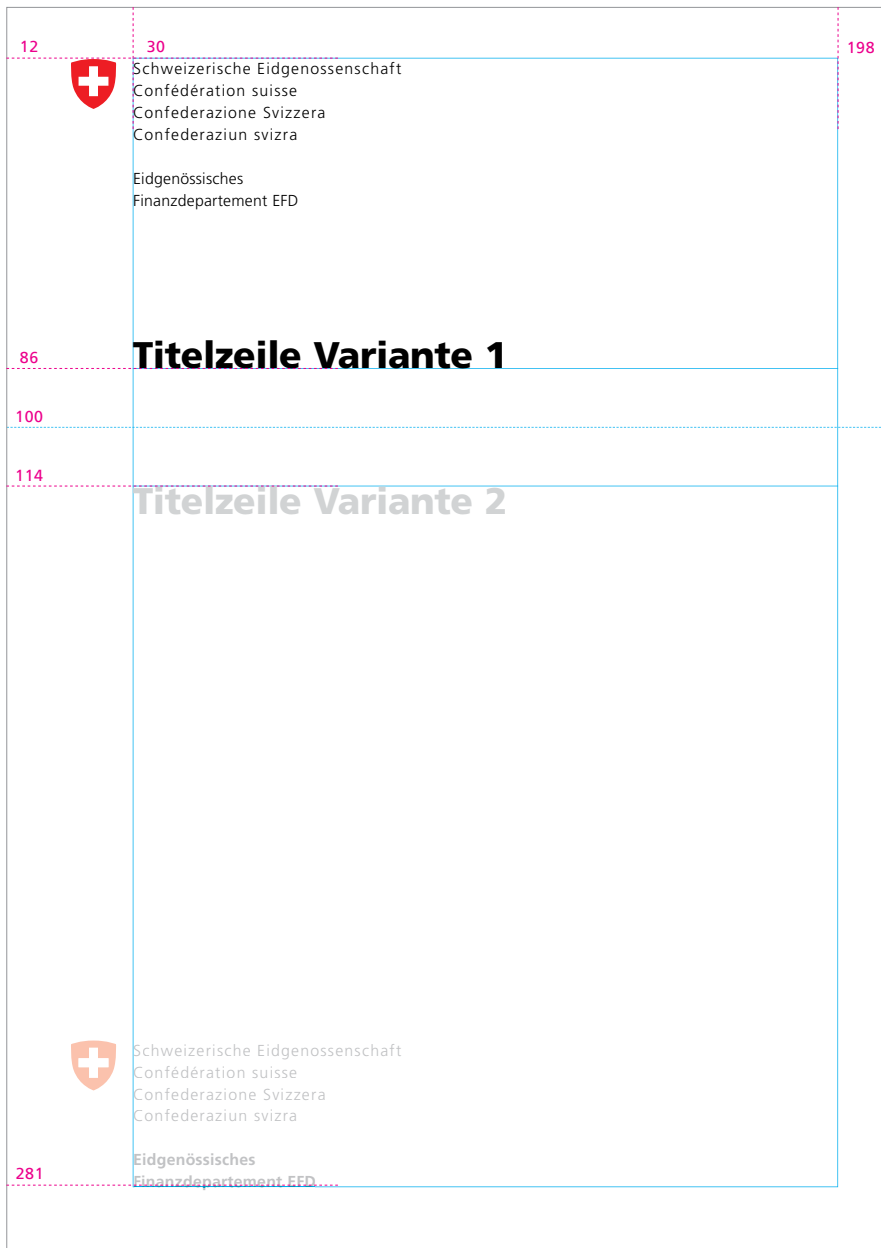 12
30
198
Schweizerische Eidgenossenschaft
Confédération suisse
Confederazione Svizzera
Confederaziun svizra
Eidgenössisches
Finanzdepartement EFD
86
Titelzeile Variante 1
100
114
Titelzeile Variante 2
Schweizerische Eidgenossenschaft
Confédération suisse
Confederazione Svizzera
Confederaziun svizra
Eidgenössisches
281
Finanzdepartement EFD